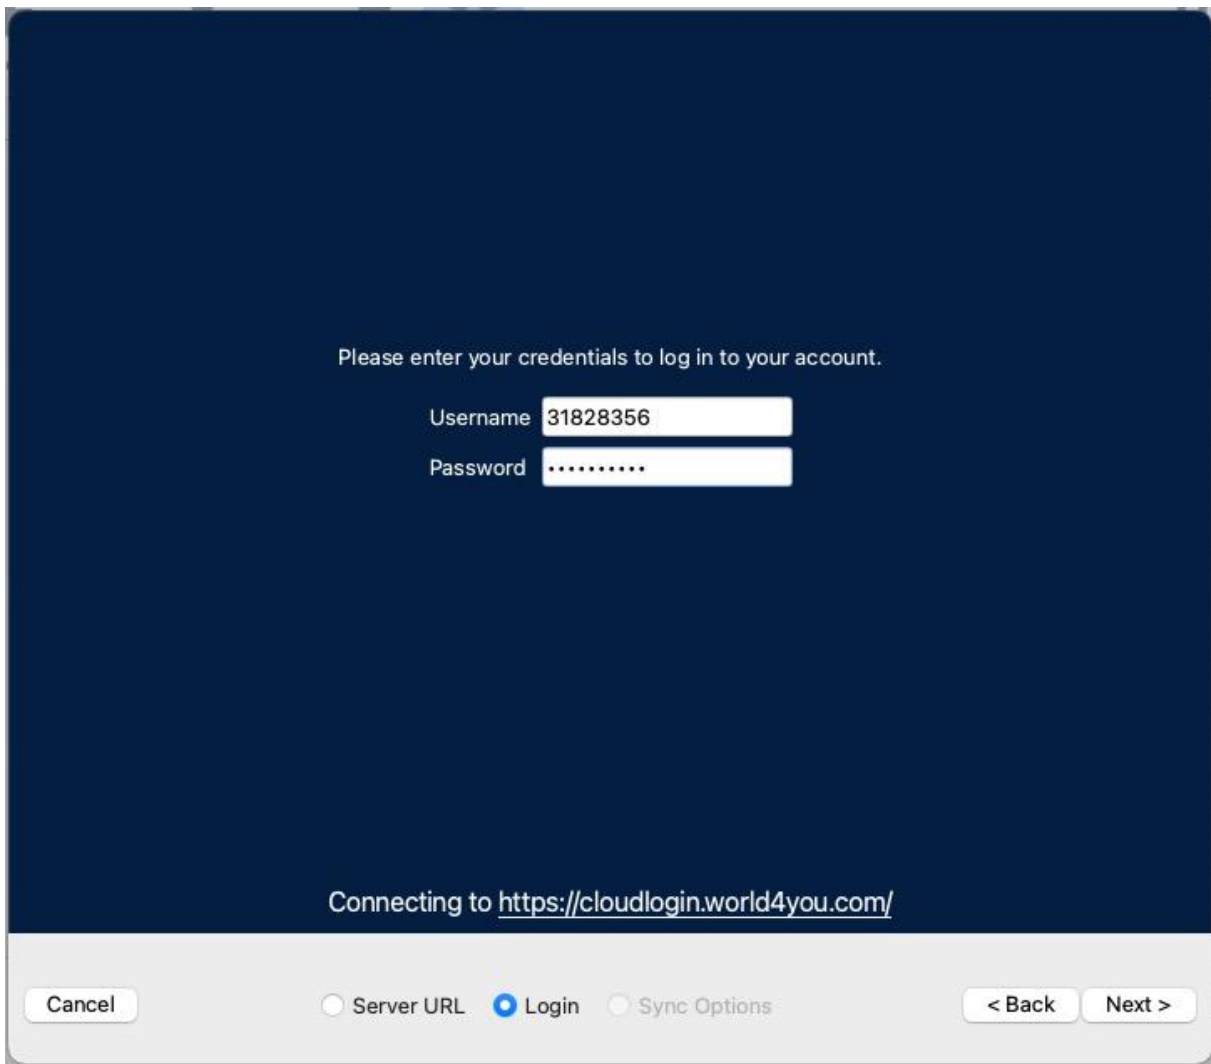 Please enter your credentials to log in to your account.
Username 31828356
Password ••••••••••
Connecting to https://cloudlogin.world4you.com/
Cancel Server URL Login Sync Options < Back Next >